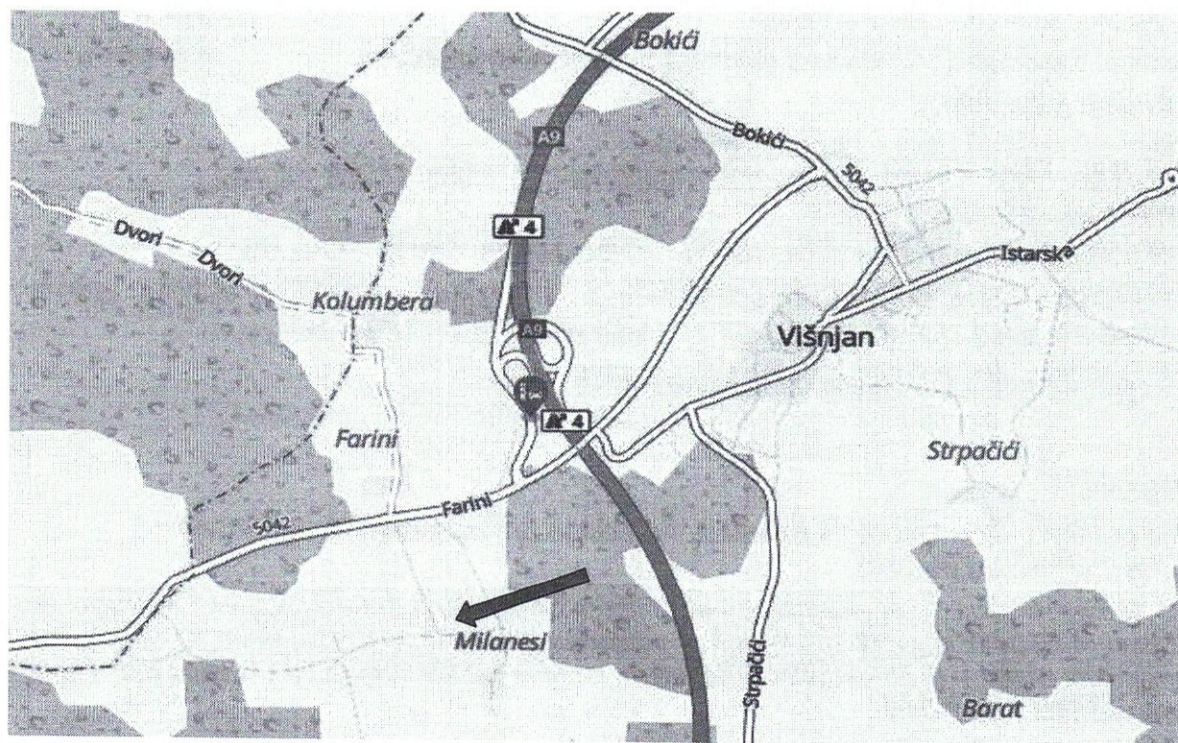 Bokići
A9
Bokići
5042
4
Dvori
Dvori
Istarska
Kolumbera
A9
Višnjan
4
Farini
Strpačići
Farini
5042
Milanesi
Strpačići
Barat